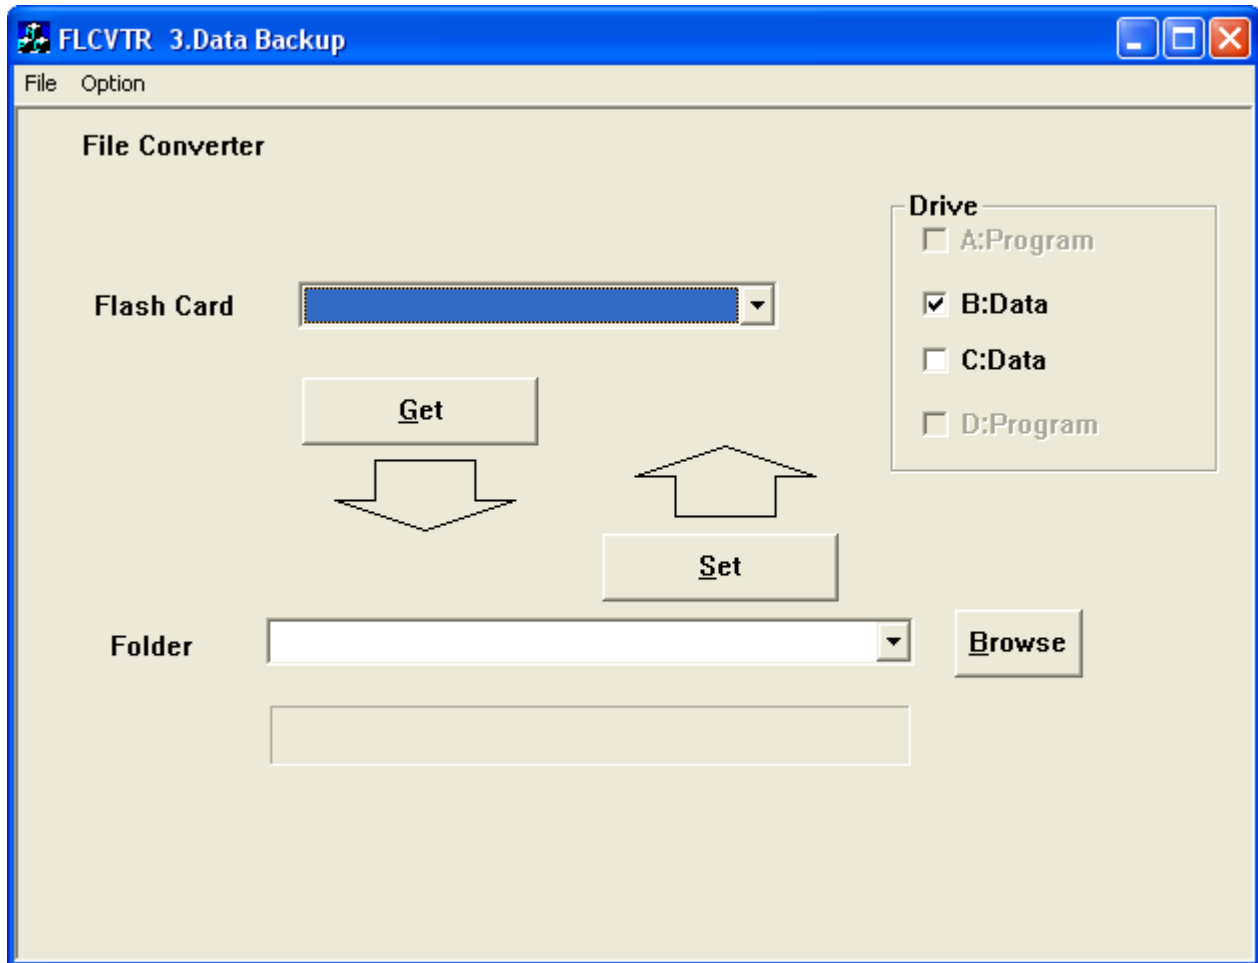 FLCVTR 3.Data Backup
File Option
File Converter
Drive
A:Program
Flash Card
B:Data
C:Data
Get
D:Program
Set
Folder
Browse